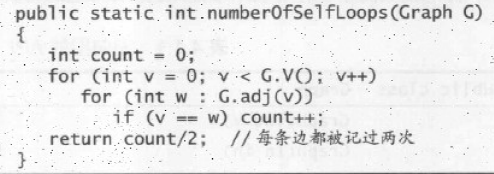 public static int numberOfSelfLoops(Graph G)
{
int count = 0;
for (int v = 0; v < G.V(); v++)
for (int w : G.adj(v))
if (v == w) count++;
return count/2; //每条边都被记过两次
}